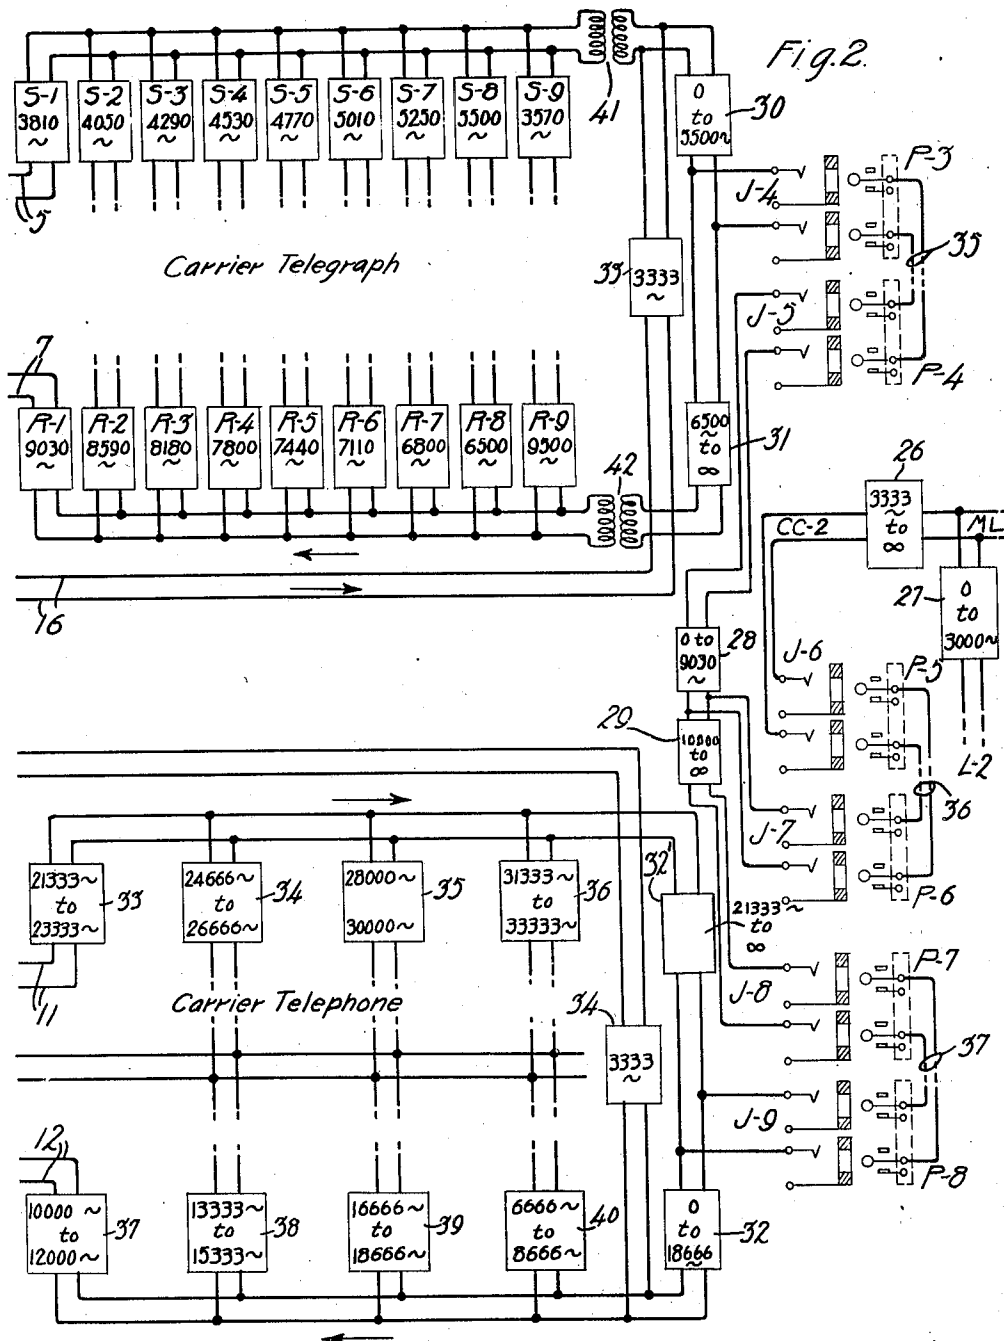 Fig. 2.
41
S-1 S-2 S-3 S-4 S-5 S-6 S-7 S-8 S-9
3810 4050 4290 4530 4770 5010 5250 5500 3570
~ ~ ~ ~ ~ ~ ~ ~ ~
0
to
5500~
30
5
J-4
P-3
Carrier Telegraph
33
3333
~
35
J-5
P-4
7
R-1 R-2 R-3 R-4 R-5 R-6 R-7 R-8 R-9
9030 8590 8180 7800 7440 7110 6800 6500 9500
~ ~ ~ ~ ~ ~ ~ ~ ~
6500
~
to
∞
31
42
26
3333
~
to
∞
CC-2
ML
27
0
to
3000~
16
0 to
9030
~
28
J-6
P-5
29
10000
to
∞
L-2
36
J-7
P-6
21333~
to
23333~
33
24666~
to
26666~
34
28000~
to
30000~
35
31333~
to
33333~
36
32'
21333~
to
∞
11
Carrier Telephone
34
3333
~
J-8
P-7
37
J-9
P-8
12
10000~
to
12000~
37
13333~
to
15333~
38
16666~
to
18666~
39
6666~
to
8666~
40
0
to
18666
~
32